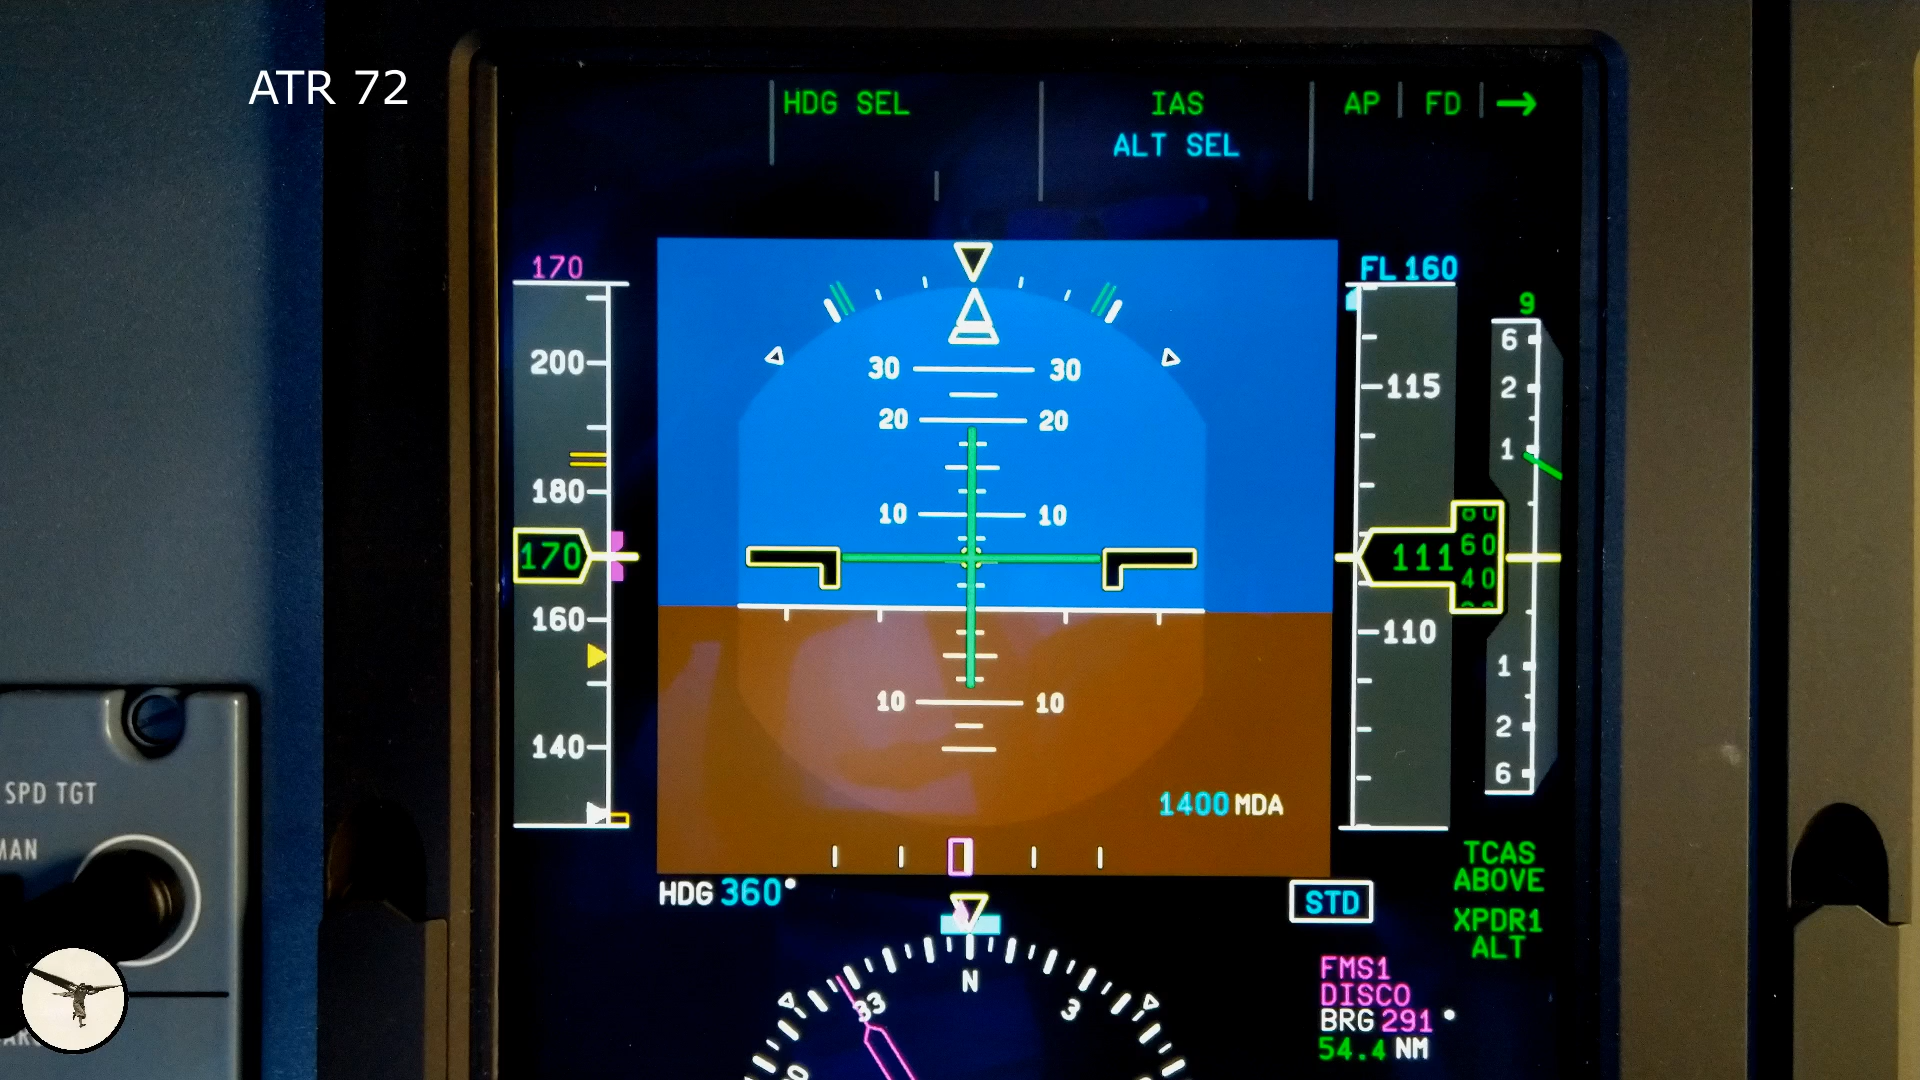 ATR 72
HDG SEL IAS AP FD
ALT SEL
170 FL 160
9
6
200 30 30 115 2
20 20 1
180
10 10
170 111 60
40
160 110
1
10 10
2
140
6
SPD TGT 1400 MDA
MAN
TCAS
ABOVE
HDG 360° STD
XPDR1
ALT
FMS1
N DISCO
33 3 BRG 291°
54.4 NM